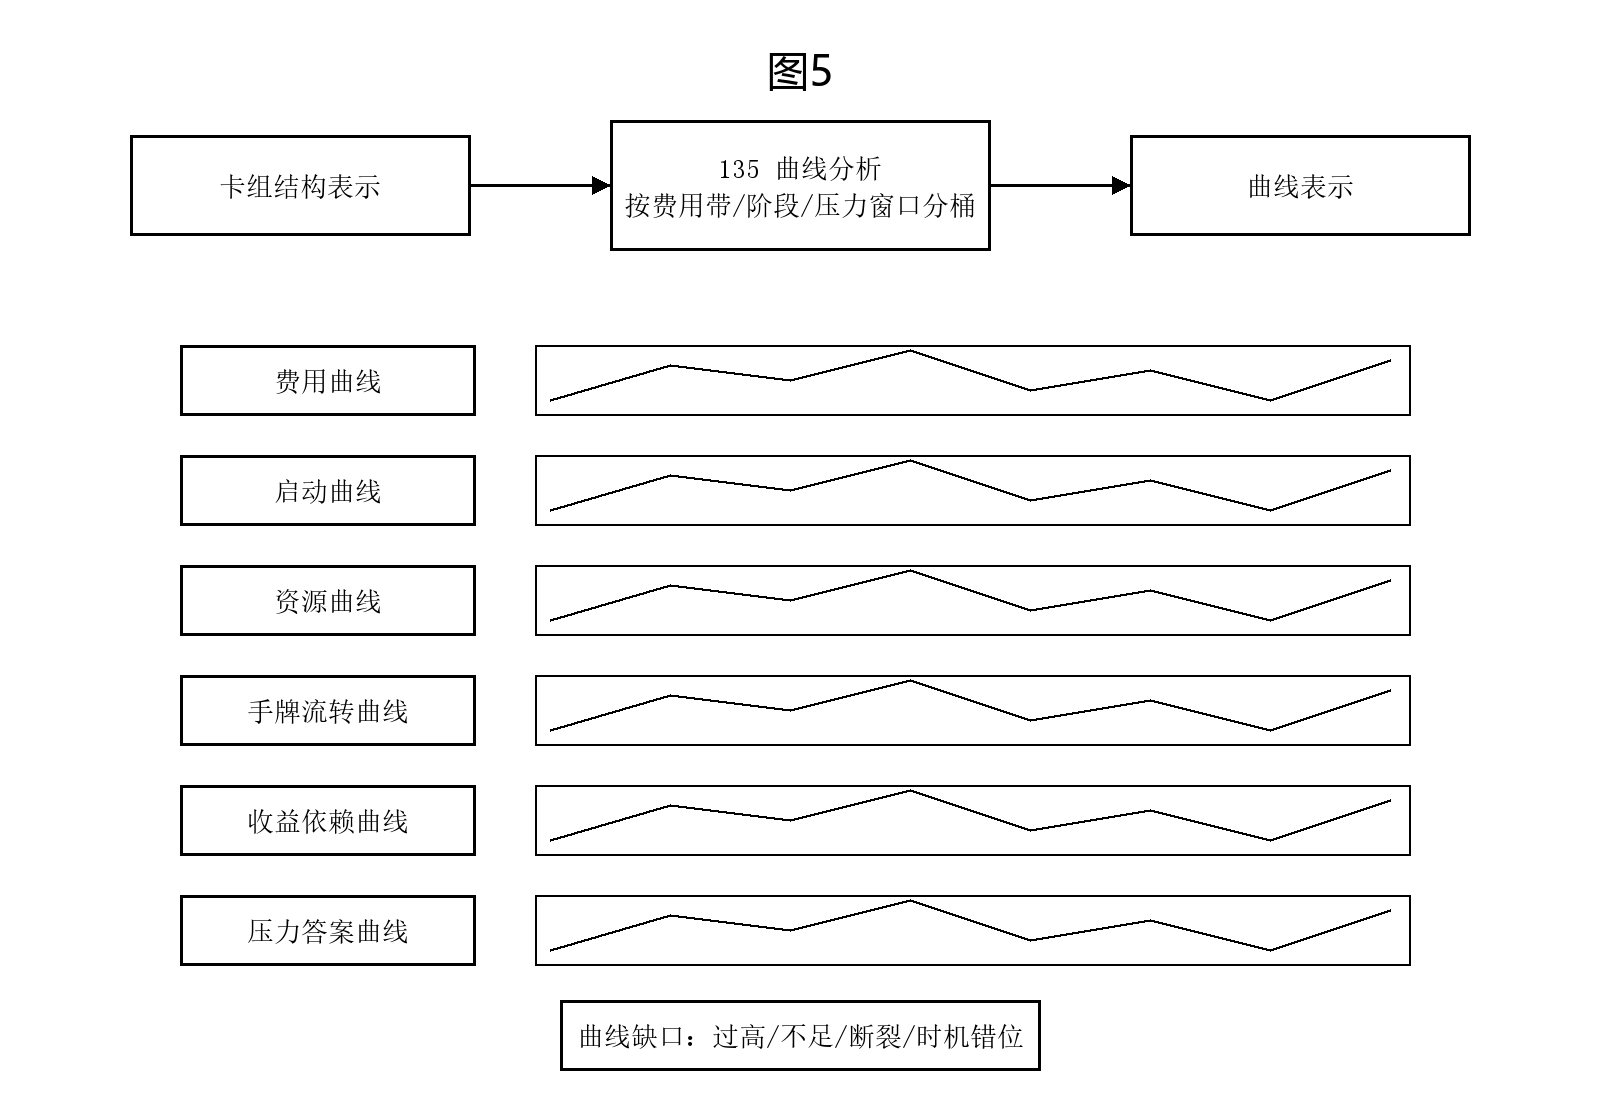 图5
卡组结构表示
135 曲线分析
按费用带/阶段/压力窗口分桶
曲线表示
费用曲线
启动曲线
资源曲线
手牌流转曲线
收益依赖曲线
压力答案曲线
曲线缺口：过高/不足/断裂/时机错位